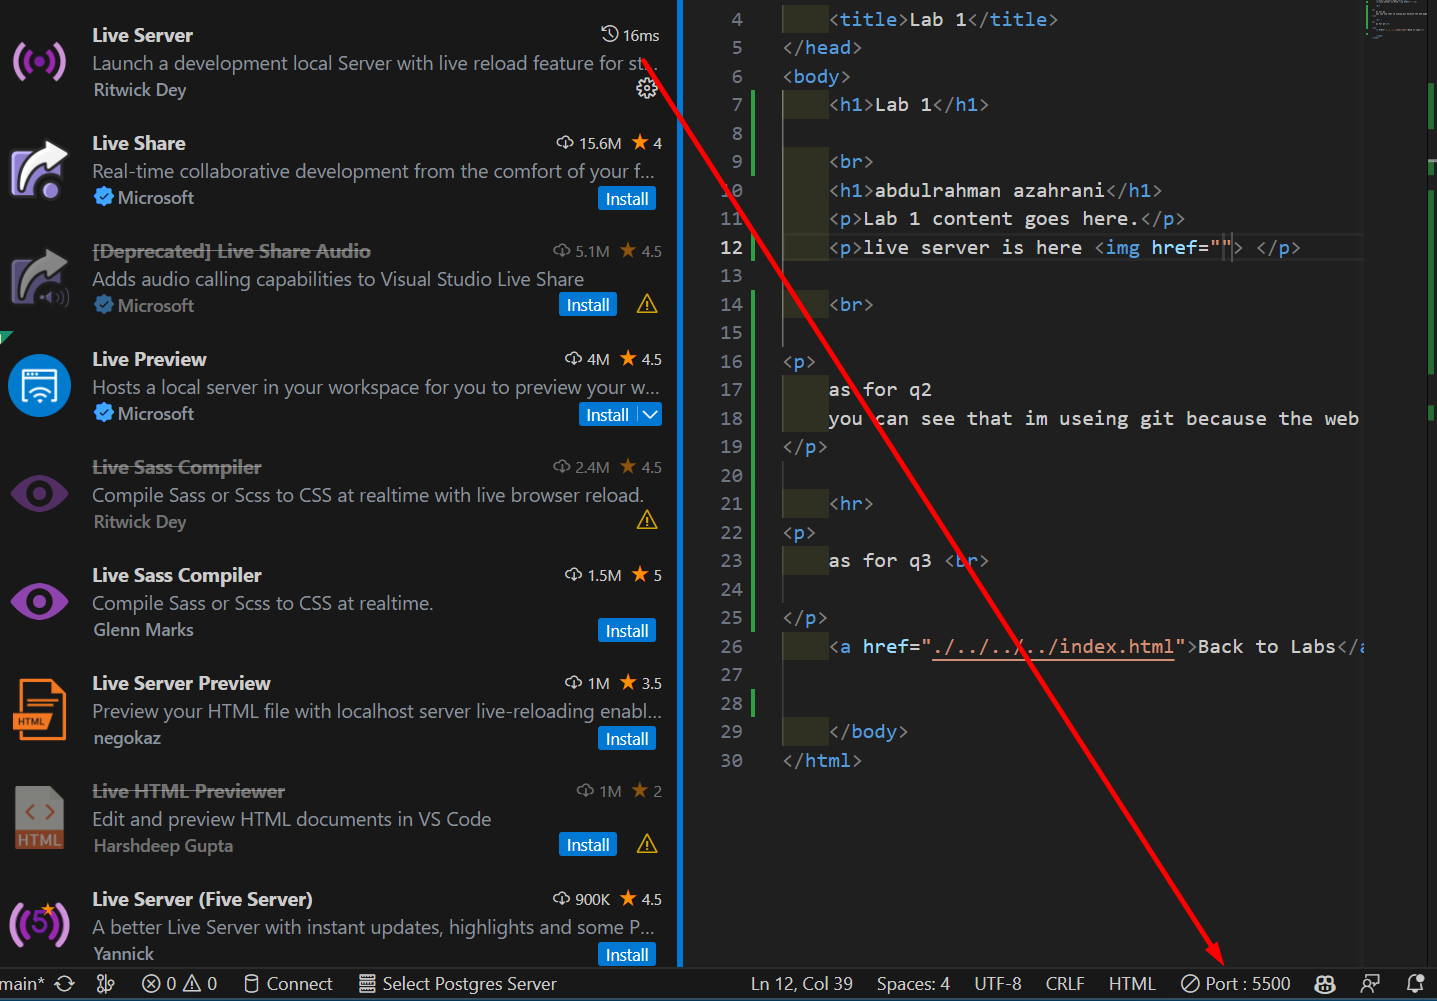 Live Server 16ms
Launch a development local Server with live reload feature for st...
Ritwick Dey
Live Share 15.6M 4
Real-time collaborative development from the comfort of your f...
Microsoft Install
[Deprecated] Live Share Audio 5.1M 4.5
Adds audio calling capabilities to Visual Studio Live Share
Microsoft Install
Live Preview 4M 4.5
Hosts a local server in your workspace for you to preview your w...
Microsoft Install
Live Sass Compiler 2.4M 4.5
Compile Sass or Scss to CSS at realtime with live browser reload.
Ritwick Dey
Live Sass Compiler 1.5M 5
Compile Sass or Scss to CSS at realtime.
Glenn Marks
Install
Live Server Preview 1M 3.5
Preview your HTML file with localhost server live-reloading enabl...
negokaz
Install
HTML
Live HTML Previewer 1M 2
Edit and preview HTML documents in VS Code
Harshdeep Gupta
Install
HTML
Live Server (Five Server) 900K 4.5
5
A better Live Server with instant updates, highlights and some P...
Yannick
Install
4 <title>Lab 1</title>
5 </head>
6 <body>
7 <h1>Lab 1</h1>
8
9 <br>
10 <h1>abdulrahman azahrani</h1>
11 <p>Lab 1 content goes here.</p>
12 <p>live server is here <img href=""> </p>
13
14 <br>
15
16 <p>
17 as for q2
18 you can see that im useing git because the web
19 </p>
20
21 <hr>
22 <p>
23 as for q3 <br>
24
25 </p>
26 <a href="./../../../index.html">Back to Labs</a
27
28
29 </body>
30 </html>
main* 0 0 Connect Select Postgres Server Ln 12, Col 39 Spaces: 4 UTF-8 CRLF HTML Port : 5500